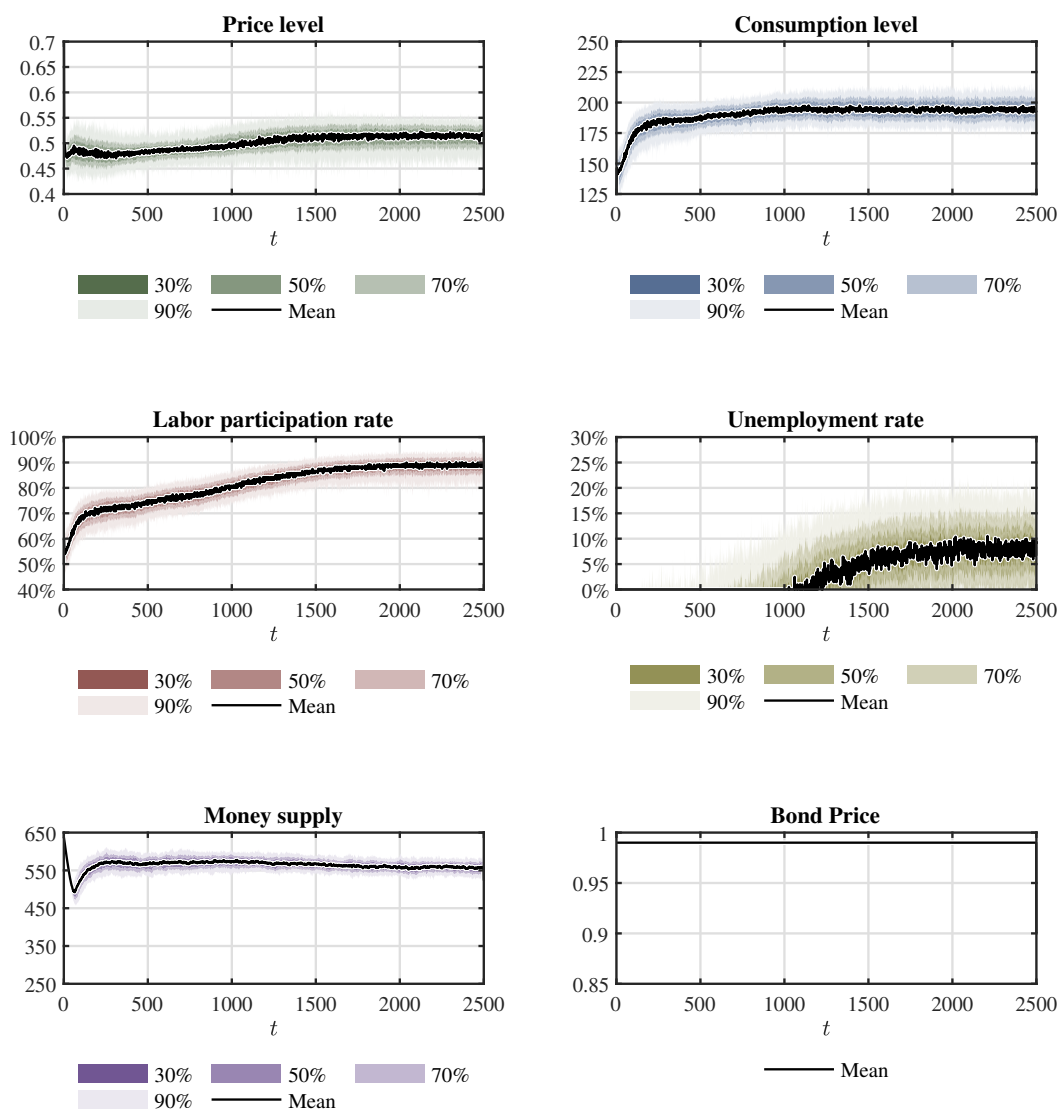 Price level
0.7
0.65
0.6
0.55
0.5
0.45
0.4
0 500 1000 1500 2000 2500
t
30% 50% 70%
90% Mean
Consumption level
250
225
200
175
150
125
0 500 1000 1500 2000 2500
t
30% 50% 70%
90% Mean
Labor participation rate
100%
90%
80%
70%
60%
50%
40%
0 500 1000 1500 2000 2500
t
30% 50% 70%
90% Mean
Unemployment rate
30%
25%
20%
15%
10%
5%
0%
0 500 1000 1500 2000 2500
t
30% 50% 70%
90% Mean
Money supply
650
550
450
350
250
0 500 1000 1500 2000 2500
t
30% 50% 70%
90% Mean
Bond Price
1
0.95
0.9
0.85
0 500 1000 1500 2000 2500
t
Mean